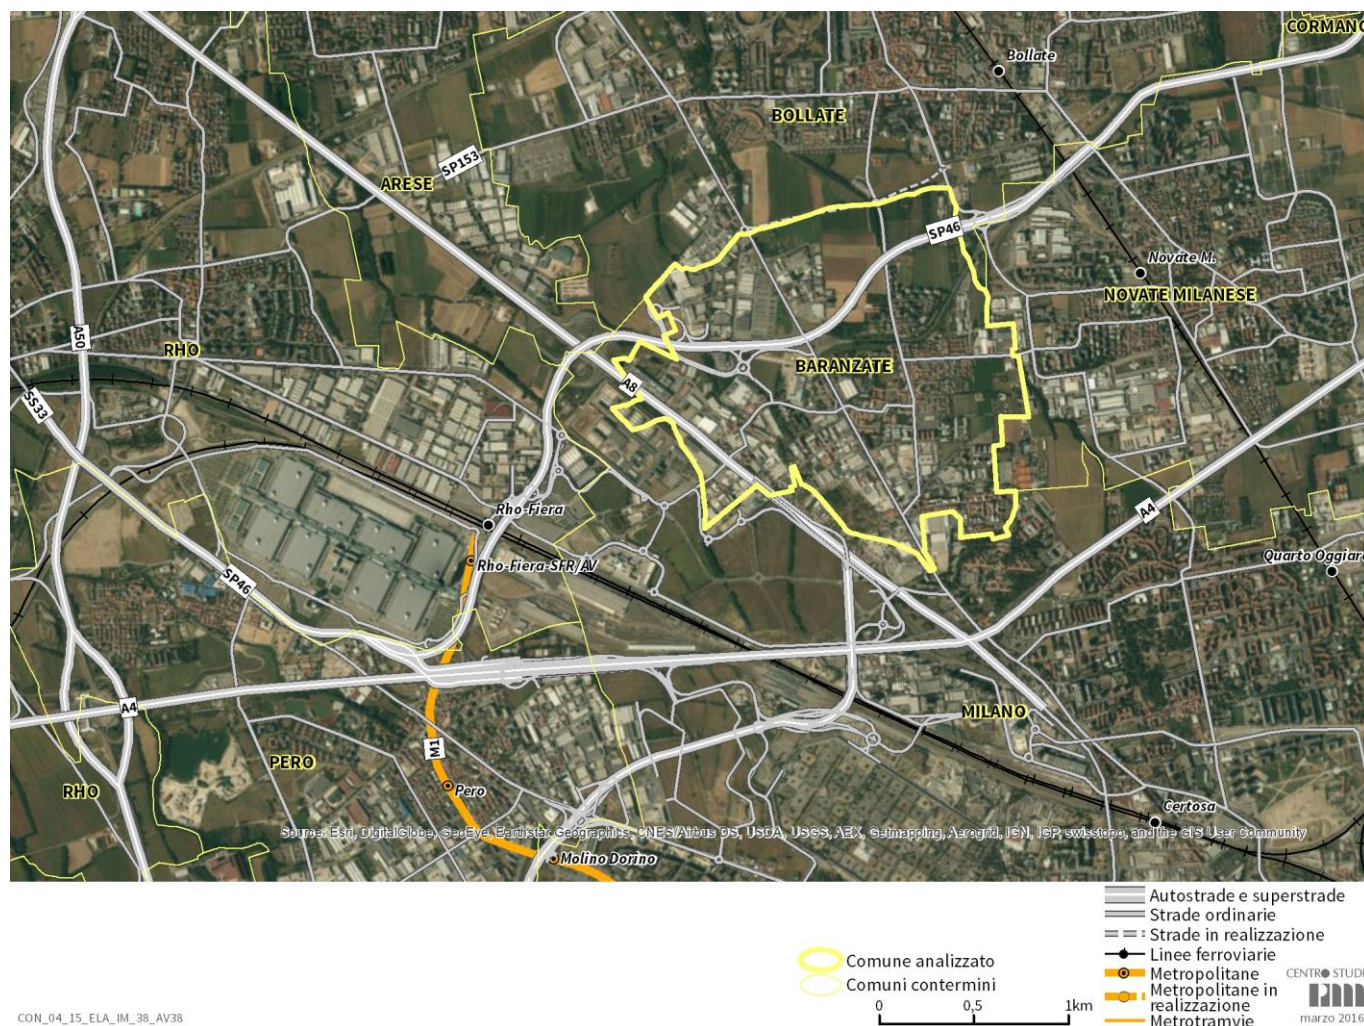 CORMANO
Bollate
BOLLATE
SP153
ARESE
SP46
Novate M.
NOVATE MILANESE
A50
RHO
BARANZATE
A8
SS33
A4
Rho-Fiera
Quarto Oggiaro
Rho-Fiera-SFR/AV
SP46
A4
MILANO
M1
PERO
RHO
Pero
Certosa
Source: Esri, DigitalGlobe, GeoEye, Earthstar Geographics, CNES/Airbus DS, USDA, USGS, AEX, Getmapping, Aerogrid, IGN, IGP, swisstopo, and the GIS User Community
Molino Dorino
Autostrade e superstrade
Strade ordinarie
Strade in realizzazione
Linee ferroviarie
Metropolitane
Metropolitane in
realizzazione
Metrotramvie
Comune analizzato
Comuni contermini
0 0,5 1km
CENTRO STUDI
PIM
marzo 2016
CON_04_15_ELA_IM_38_AV38